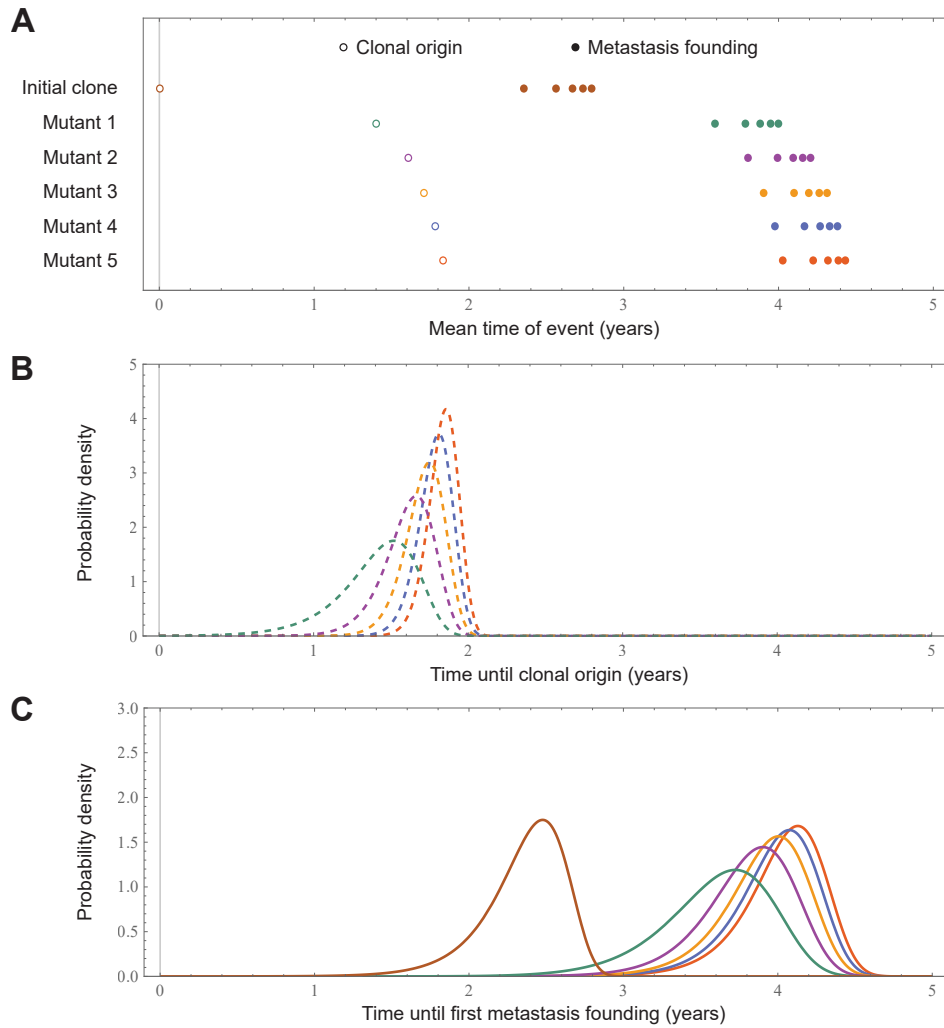 A
Clonal origin
Metastasis founding
Initial clone
Mutant 1
Mutant 2
Mutant 3
Mutant 4
Mutant 5
0 1 2 3 4 5
Mean time of event (years)
B
5
4
3
2
1
0
Probability density
0 1 2 3 4 5
Time until clonal origin (years)
C
3.0
2.5
2.0
1.5
1.0
0.5
0.0
Probability density
0 1 2 3 4 5
Time until first metastasis founding (years)